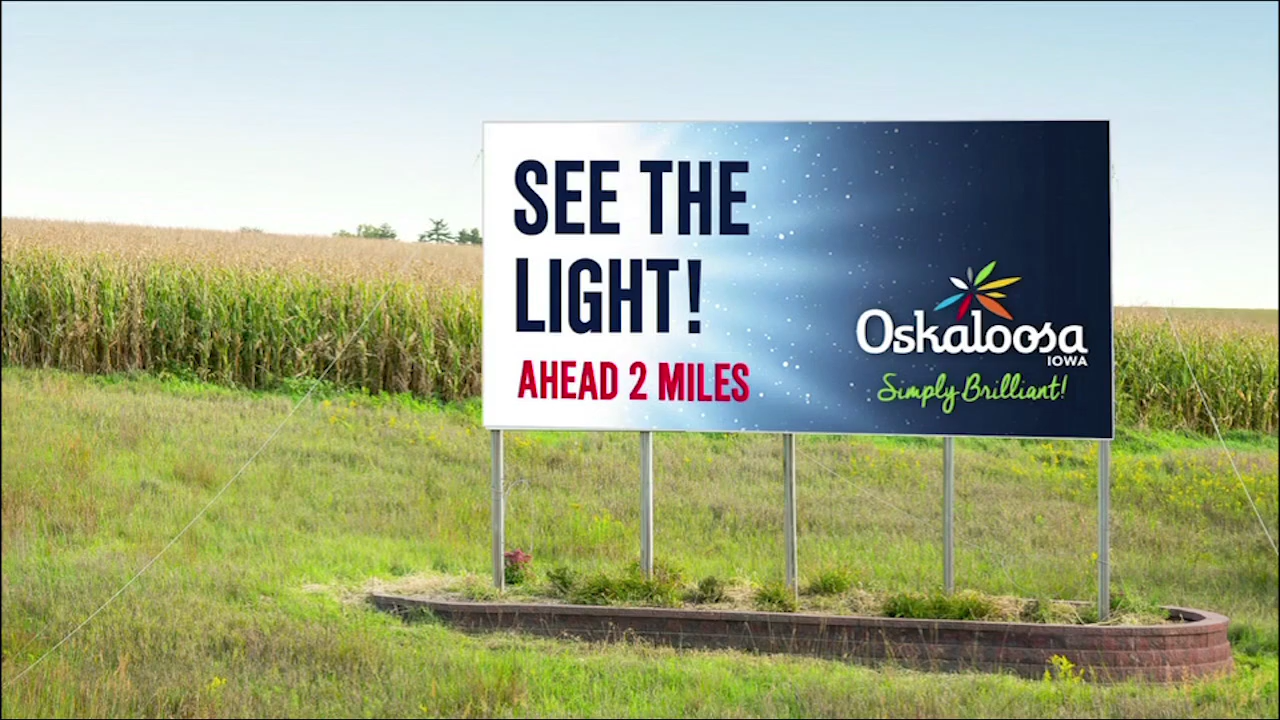 SEE THE
LIGHT!
AHEAD 2 MILES
Oskaloosa
IOWA
Simply Brilliant!